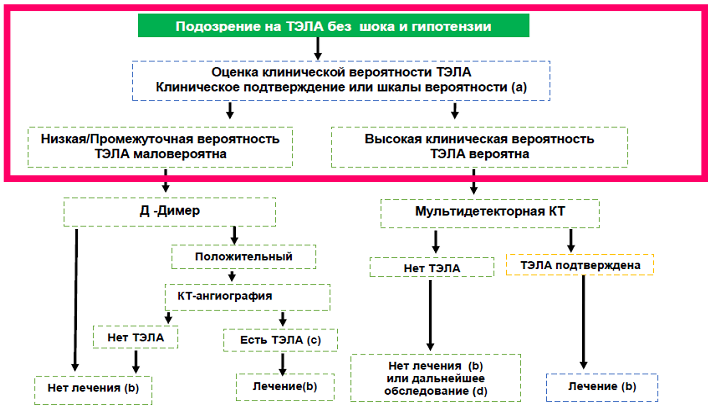 Подозрение на ТЭЛА без шока и гипотензии
Оценка клинической вероятности ТЭЛА
Клиническое подтверждение или шкалы вероятности (a)
Низкая/Промежуточная вероятность
ТЭЛА маловероятна
Высокая клиническая вероятность
ТЭЛА вероятна
Д -Димер
Мультидетекторная КТ
Положительный
Нет ТЭЛА
ТЭЛА подтверждена
КТ-ангиография
Нет ТЭЛА
Есть ТЭЛА (c)
Нет лечения (b)
Лечение(b)
Нет лечения (b)
или дальнейшее
обследование (d)
Лечение (b)